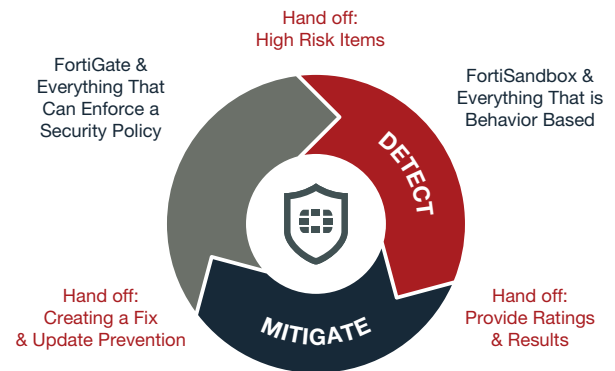 Hand off:
High Risk Items
FortiGate &
Everything That
Can Enforce a
Security Policy
FortiSandbox &
Everything That is
Behavior Based
DETECT
MITIGATE
Hand off:
Creating a Fix
& Update Prevention
Hand off:
Provide Ratings
& Results